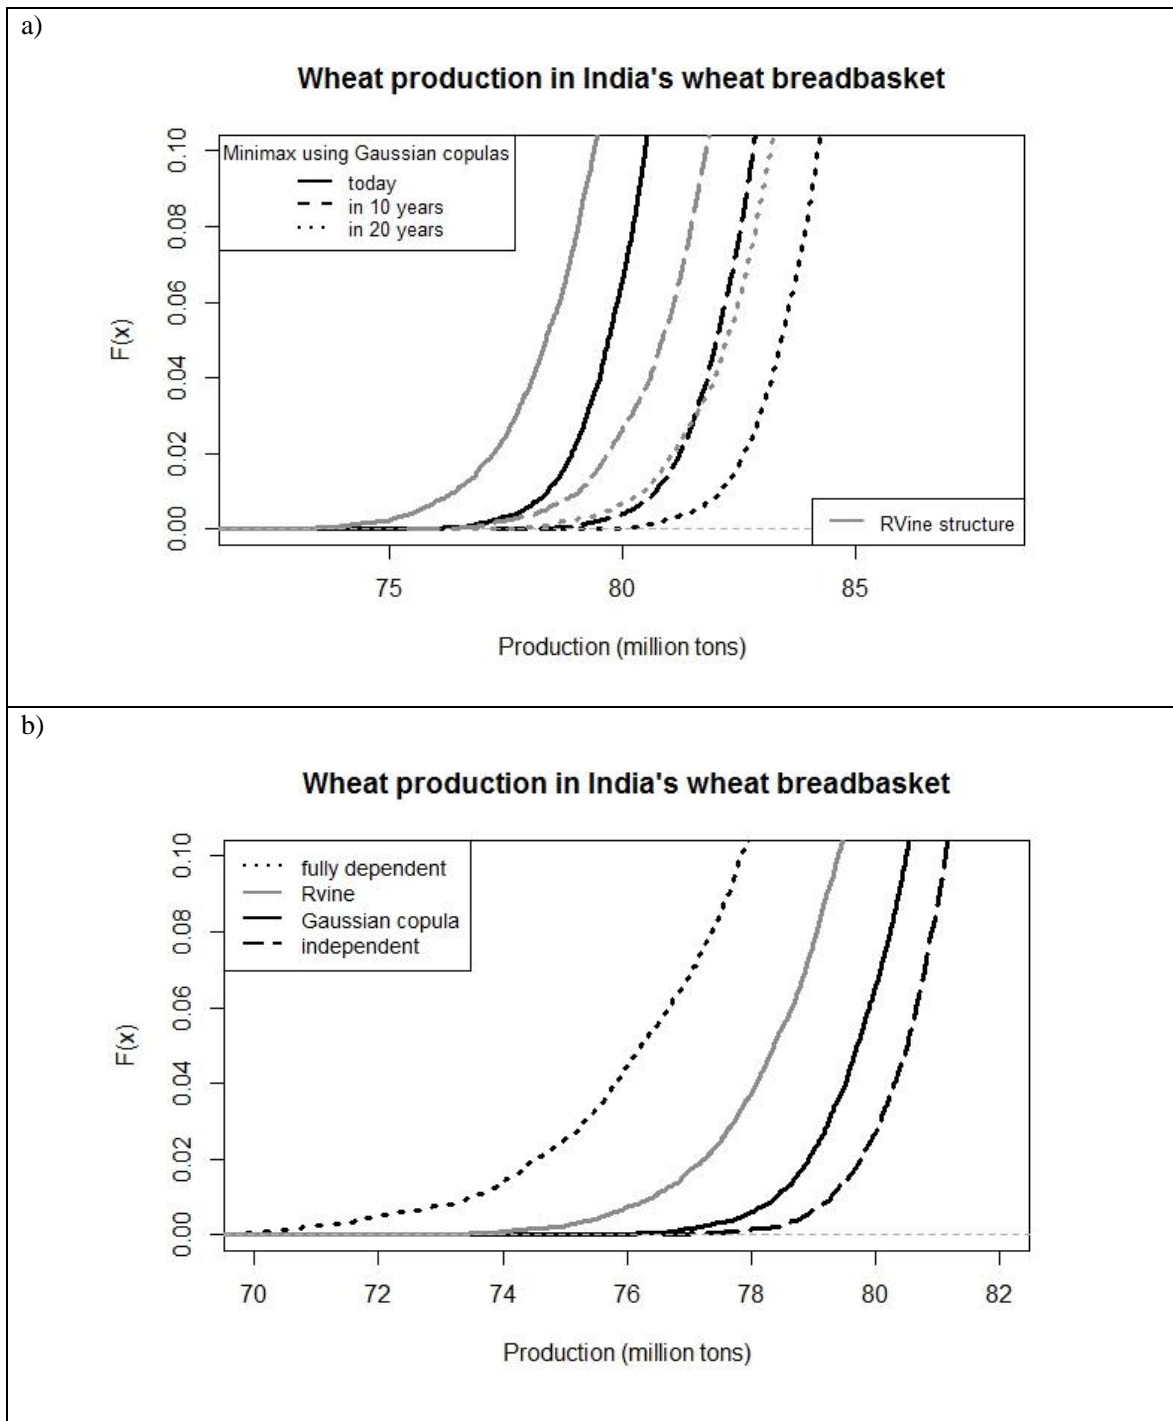 a)
Wheat production in India's wheat breadbasket
Minimax using Gaussian copulas
today
in 10 years
in 20 years
0.10
0.08
0.06
0.04
0.02
0.00
F(x)
RVine structure
75 80 85
Production (million tons)
b)
Wheat production in India's wheat breadbasket
fully dependent
Rvine
Gaussian copula
independent
0.10
0.08
0.06
0.04
0.02
0.00
F(x)
70 72 74 76 78 80 82
Production (million tons)